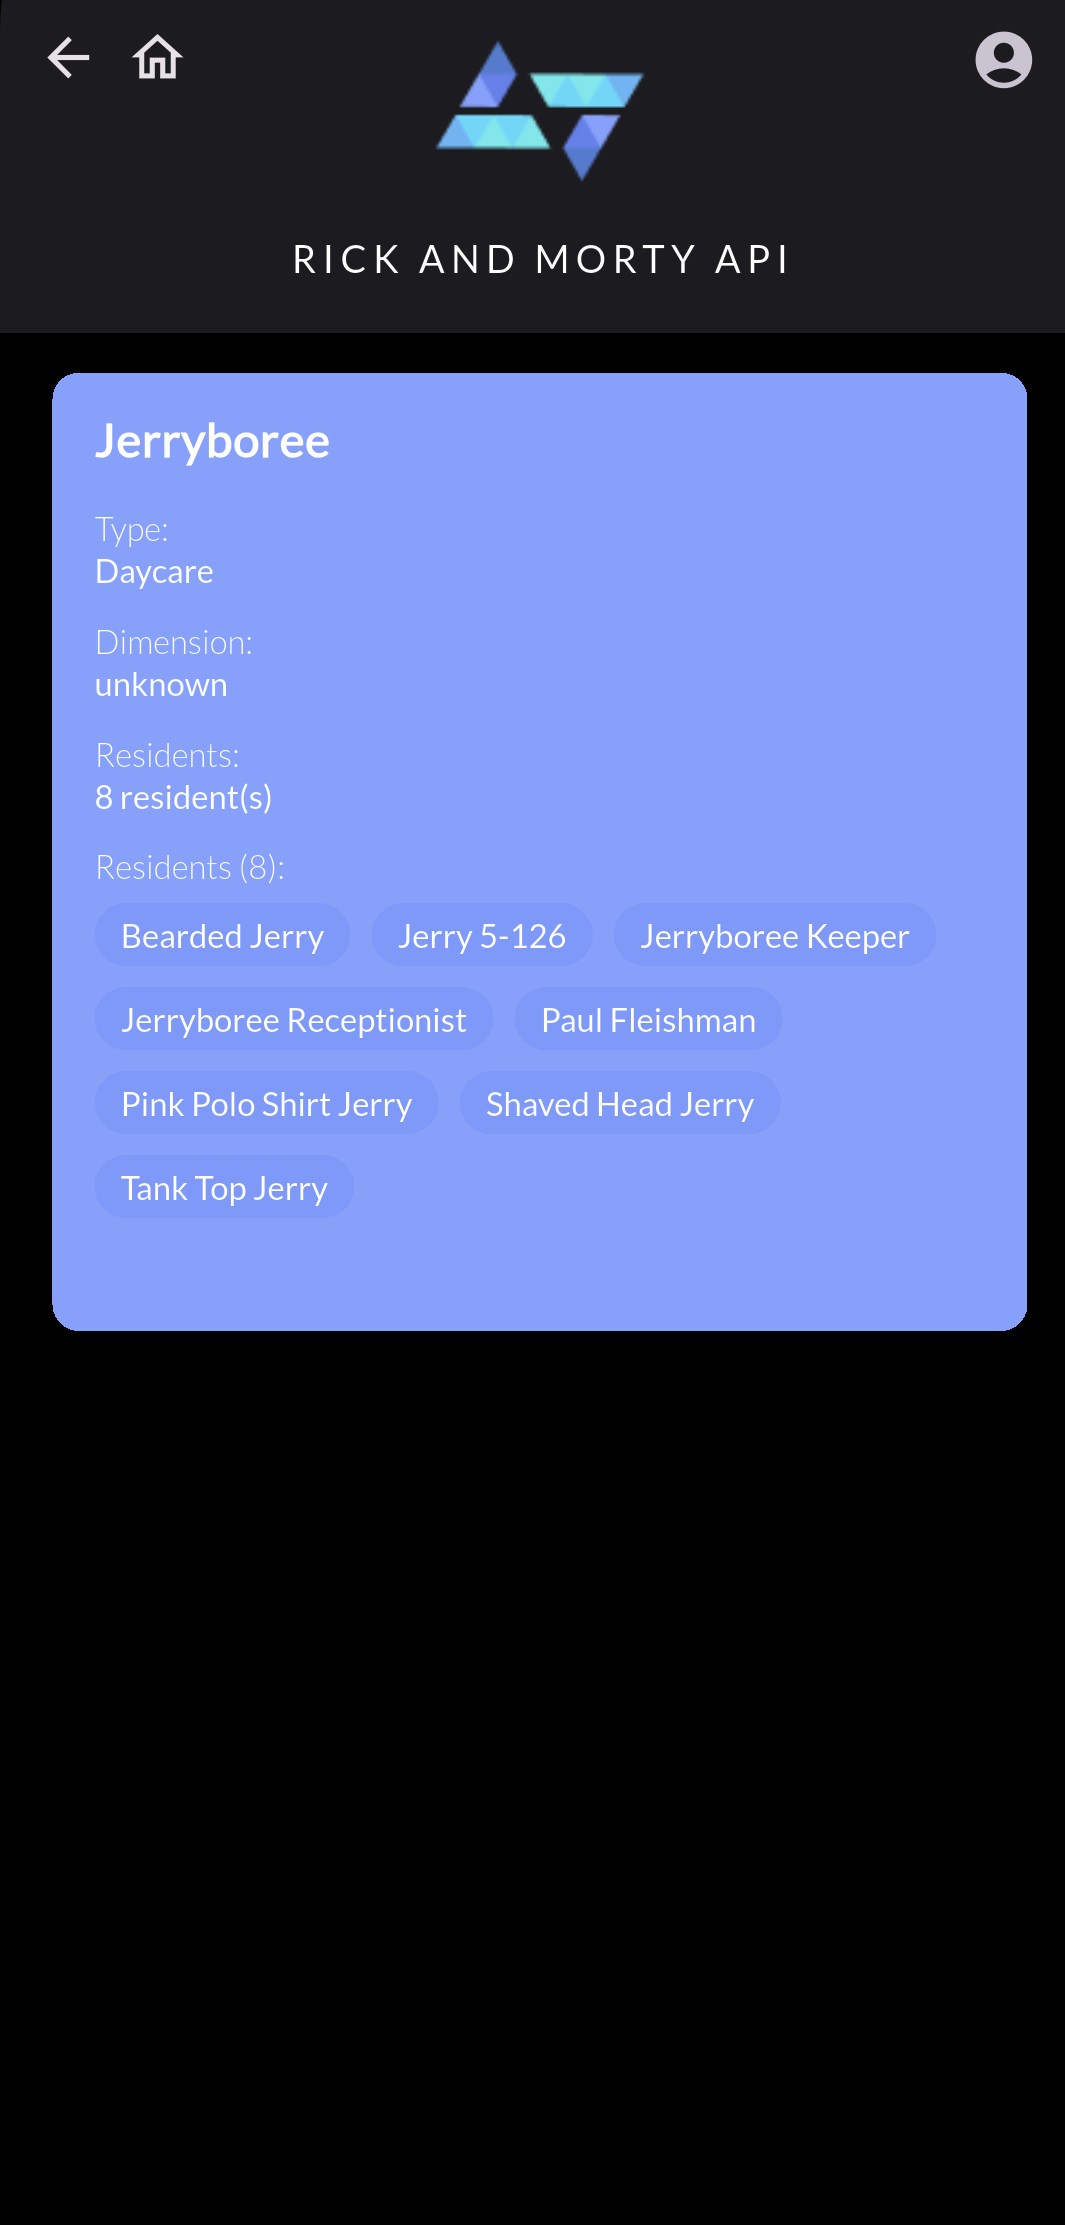 RICK AND MORTY API
Jerryboree
Type:
Daycare
Dimension:
unknown
Residents:
8 resident(s)
Residents (8):
Bearded Jerry Jerry 5-126 Jerryboree Keeper
Jerryboree Receptionist Paul Fleishman
Pink Polo Shirt Jerry Shaved Head Jerry
Tank Top Jerry